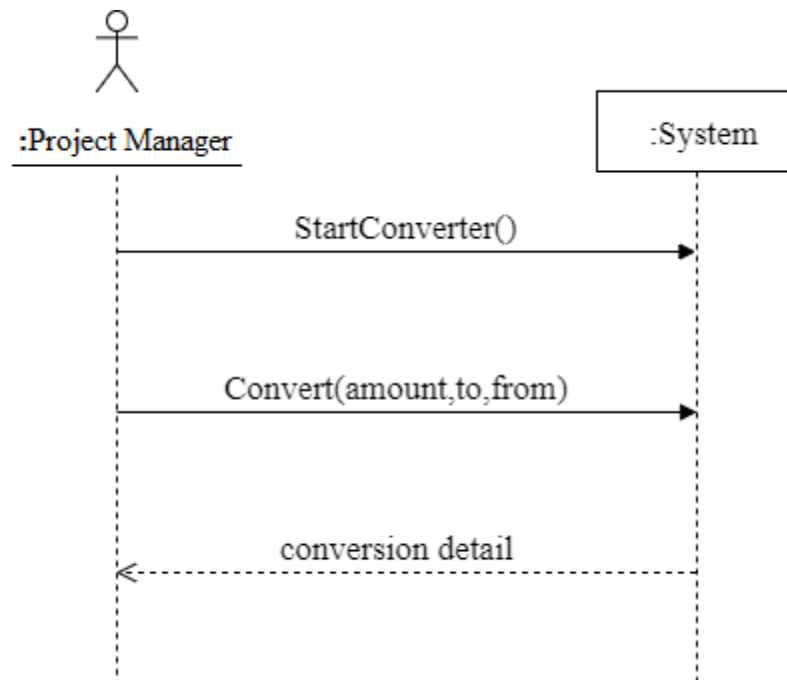 :Project Manager
:System
StartConverter()
Convert(amount,to,from)
conversion detail